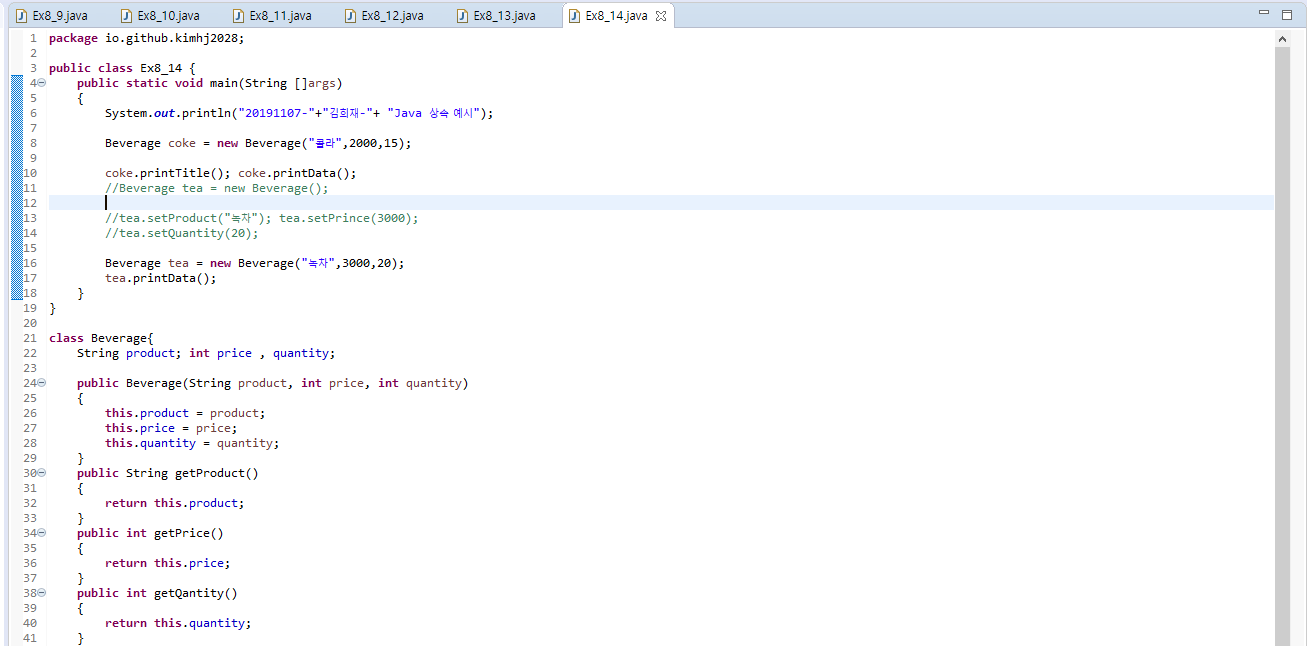 Ex8_9.java Ex8_10.java Ex8_11.java Ex8_12.java Ex8_13.java Ex8_14.java
1 package io.github.kimhj2028;
2
3 public class Ex8_14 {
4 public static void main(String []args)
5 {
6 System.out.println("20191107-"+"김희재-"+ "Java 상속 예시");
7
8 Beverage coke = new Beverage("콜라",2000,15);
9
10 coke.printTitle(); coke.printData();
11 //Beverage tea = new Beverage();
12
13 //tea.setProduct("녹차"); tea.setPrince(3000);
14 //tea.setQuantity(20);
15
16 Beverage tea = new Beverage("녹차",3000,20);
17 tea.printData();
18 }
19 }
20
21 class Beverage{
22 String product; int price , quantity;
23
24 public Beverage(String product, int price, int quantity)
25 {
26 this.product = product;
27 this.price = price;
28 this.quantity = quantity;
29 }
30 public String getProduct()
31 {
32 return this.product;
33 }
34 public int getPrice()
35 {
36 return this.price;
37 }
38 public int getQantity()
39 {
40 return this.quantity;
41 }